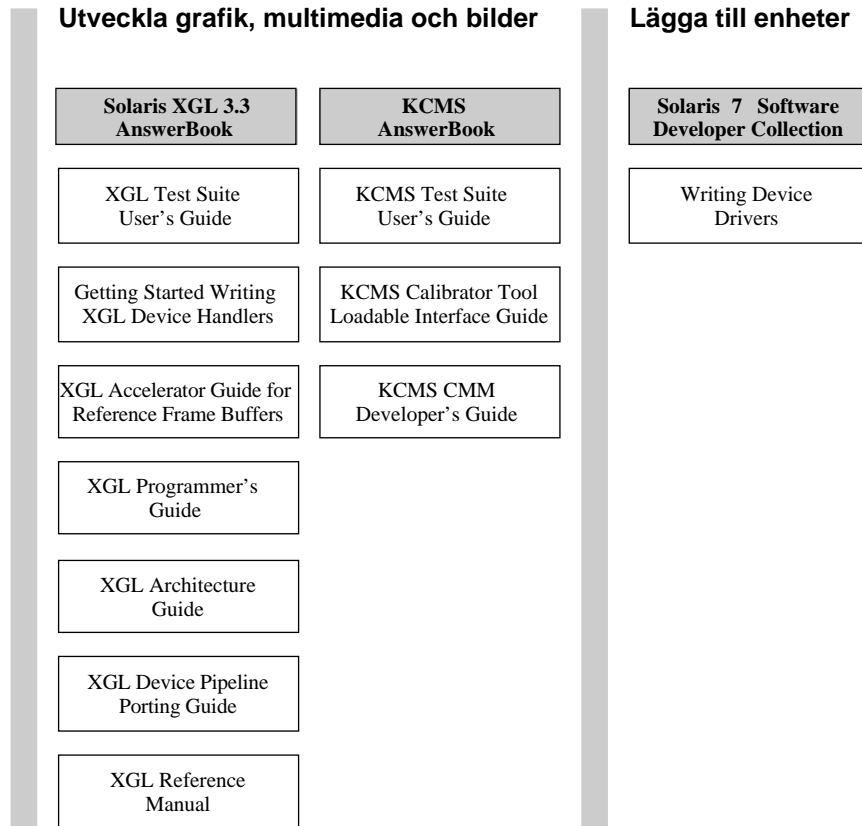 Utveckla grafik, multimedia och bilder
Solaris XGL 3.3
AnswerBook
XGL Test Suite
User’s Guide
Getting Started Writing
XGL Device Handlers
XGL Accelerator Guide for
Reference Frame Buffers
XGL Programmer’s
Guide
XGL Architecture
Guide
XGL Device Pipeline
Porting Guide
XGL Reference
Manual
KCMS
AnswerBook
KCMS Test Suite
User’s Guide
KCMS Calibrator Tool
Loadable Interface Guide
KCMS CMM
Developer’s Guide
Lägga till enheter
Solaris 7 Software
Developer Collection
Writing Device
Drivers